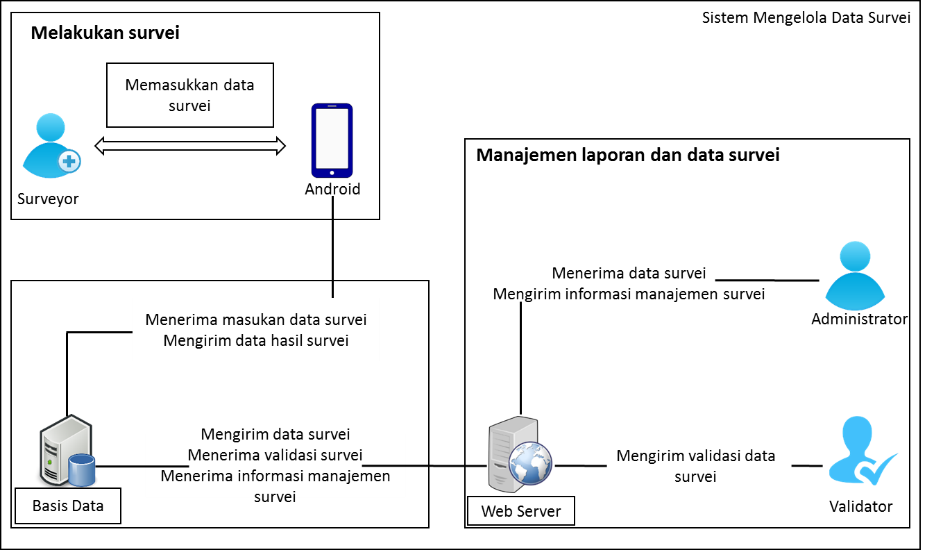 Sistem Mengelola Data Survei
Melakukan survei
Memasukkan data
survei
Surveyor
Android
Manajemen laporan dan data survei
Menerima data survei
Mengirim informasi manajemen survei
Administrator
Menerima masukan data survei
Mengirim data hasil survei
Mengirim data survei
Menerima validasi survei
Menerima informasi manajemen
survei
Basis Data
Web Server
Mengirim validasi data
survei
Validator